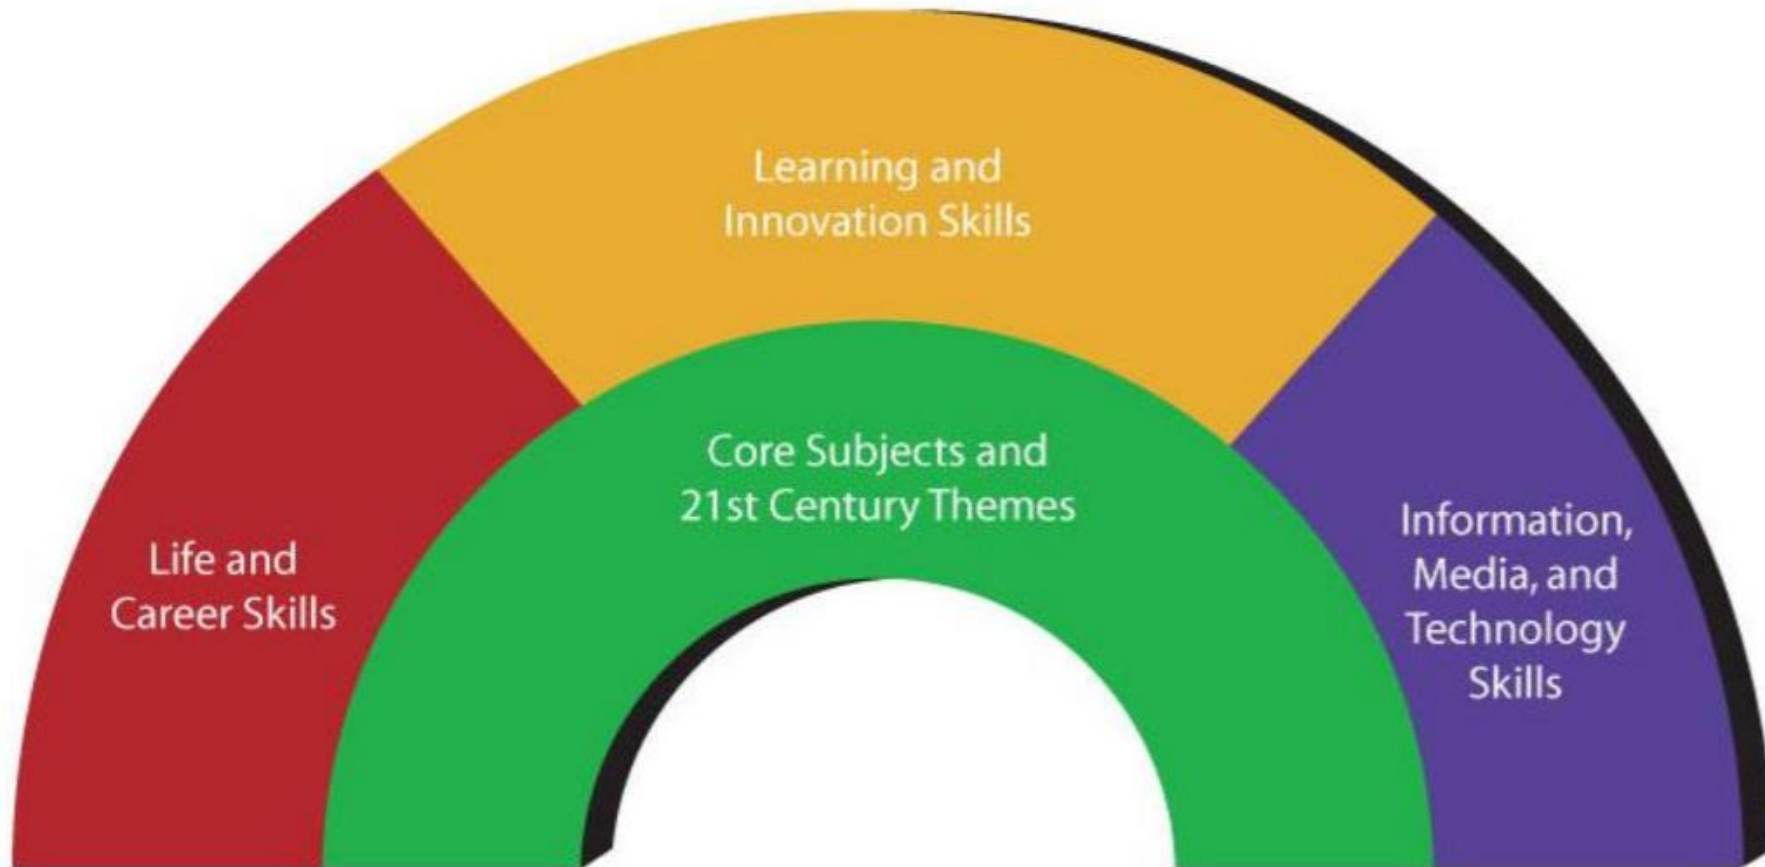 Learning and
Innovation Skills
Core Subjects and
21st Century Themes
Life and
Career Skills
Information,
Media, and
Technology
Skills